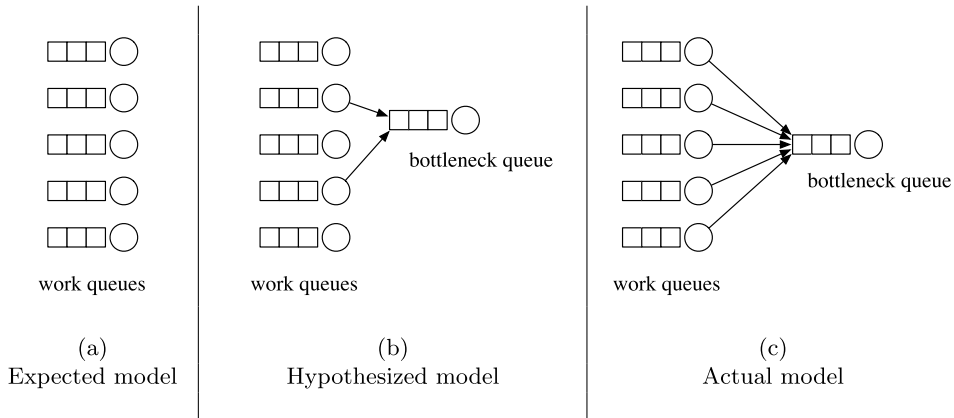 work queues
(a)
Expected model
bottleneck queue
work queues
(b)
Hypothesized model
bottleneck queue
work queues
(c)
Actual model